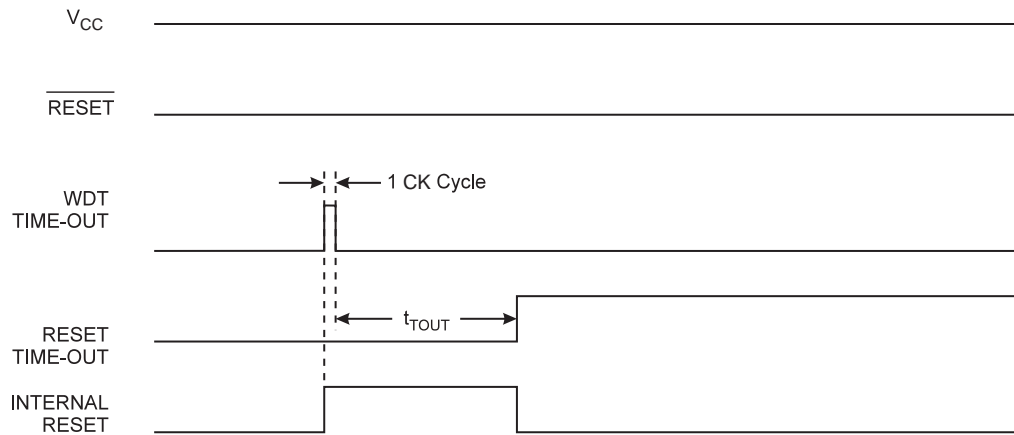 VCC
RESET
1 CK Cycle
WDT
TIME-OUT
tTOUT
RESET
TIME-OUT
INTERNAL
RESET